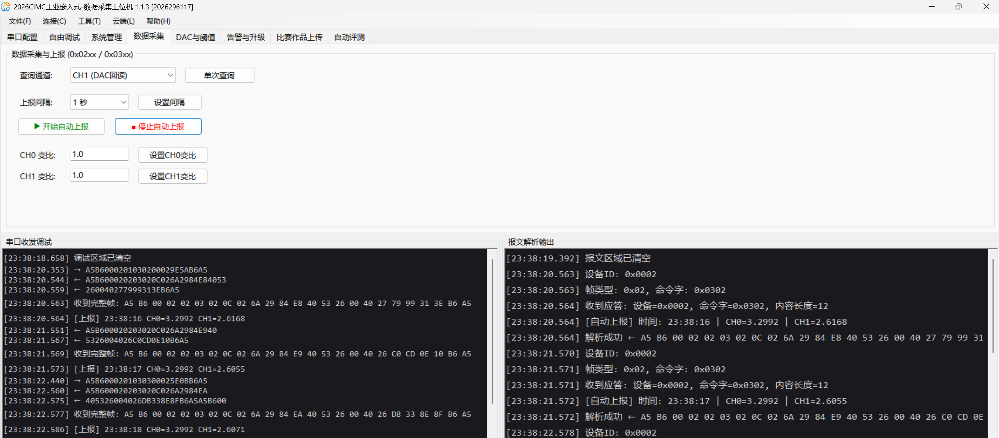 2026CIMC工业嵌入式-数据采集上位机 1.1.3 [2026296117]
文件(F) 连接(C) 工具(T) 云端(L) 帮助(H)
串口配置 自由调试 系统管理 数据采集 DAC与阈值 告警与升级 比赛作品上传 自动评测
数据采集与上报 (0x02xx / 0x03xx)
查询通道: CH1 (DAC回读) 单次查询
上报间隔: 1 秒 设置间隔
▶ 开始自动上报 ■ 停止自动上报
CH0 变比: 1.0 设置CH0变比
CH1 变比: 1.0 设置CH1变比
串口收发调试
[23:38:18.658] 调试区域已清空
[23:38:20.353] → A5B6000201030200029E5AB6A5
[23:38:20.544] ← A5B600020203020C026A2984E84053
[23:38:20.559] ← 260040277999313EB6A5
[23:38:20.563] 收到完整帧: A5 B6 00 02 02 03 02 0C 02 6A 29 84 E8 40 53 26 00 40 27 79 99 31 3E B6 A5
[23:38:20.564] [上报] 23:38:16 CH0=3.2992 CH1=2.6168
[23:38:21.551] ← A5B600020203020C026A2984E940
[23:38:21.567] ← 5326004026C0CD0E10B6A5
[23:38:21.569] 收到完整帧: A5 B6 00 02 02 03 02 0C 02 6A 29 84 E9 40 53 26 00 40 26 C0 CD 0E 10 B6 A5
[23:38:21.573] [上报] 23:38:17 CH0=3.2992 CH1=2.6055
[23:38:22.440] → A5B6000201030300025E0BB6A5
[23:38:22.560] ← A5B600020203020C026A2984EA
[23:38:22.575] ← 405326004026DB338E8FB6A5A5B600
[23:38:22.577] 收到完整帧: A5 B6 00 02 02 03 02 0C 02 6A 29 84 EA 40 53 26 00 40 26 DB 33 8E 8F B6 A5
[23:38:22.586] [上报] 23:38:18 CH0=3.2992 CH1=2.6071
报文解析输出
[23:38:19.392] 报文区域已清空
[23:38:20.563] 设备ID: 0x0002
[23:38:20.563] 帧类型: 0x02, 命令字: 0x0302
[23:38:20.564] 收到应答: 设备=0x0002, 命令字=0x0302, 内容长度=12
[23:38:20.564] [自动上报] 时间: 23:38:16 | CH0=3.2992 | CH1=2.6168
[23:38:20.564] 解析成功 ← A5 B6 00 02 02 03 02 0C 02 6A 29 84 E8 40 53 26 00 40 27 79 99 31
[23:38:21.570] 设备ID: 0x0002
[23:38:21.571] 帧类型: 0x02, 命令字: 0x0302
[23:38:21.571] 收到应答: 设备=0x0002, 命令字=0x0302, 内容长度=12
[23:38:21.572] [自动上报] 时间: 23:38:17 | CH0=3.2992 | CH1=2.6055
[23:38:21.572] 解析成功 ← A5 B6 00 02 02 03 02 0C 02 6A 29 84 E9 40 53 26 00 40 26 C0 CD 0E
[23:38:22.578] 设备ID: 0x0002